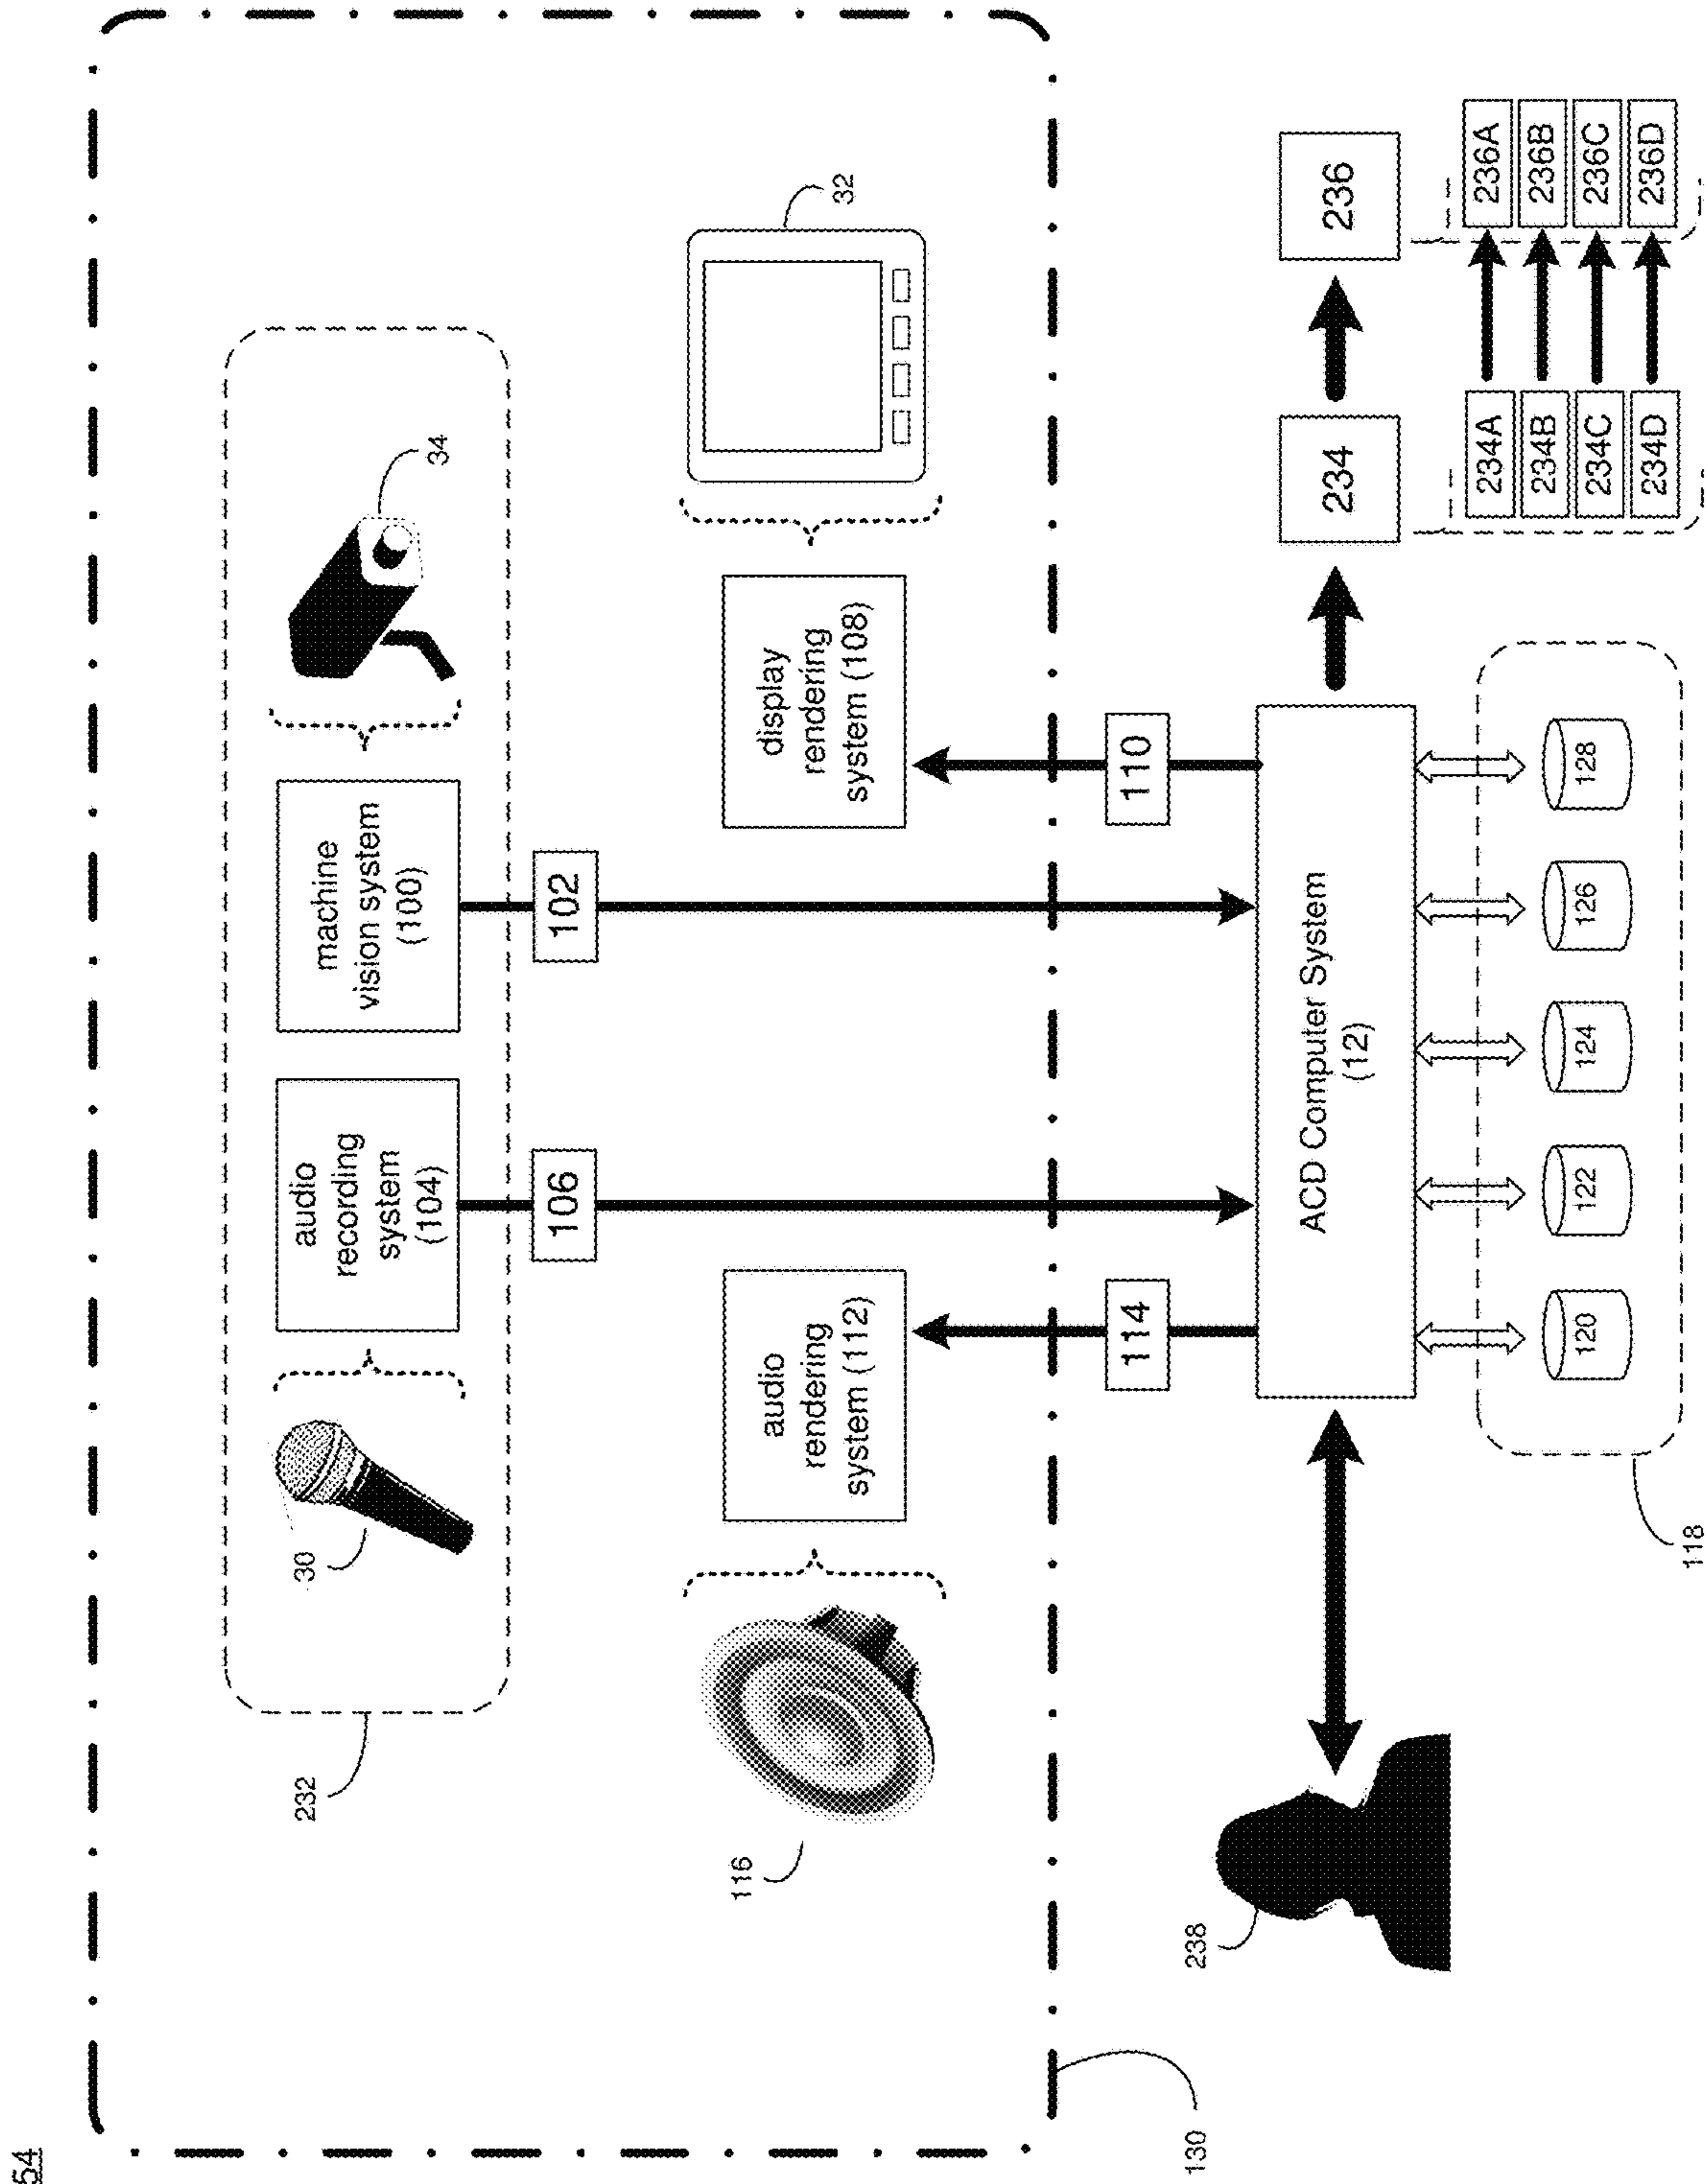 54
232
30
audio
recording
system
(104)
machine
vision system
(100)
34
106
102
116
audio
rendering
system (112)
display
rendering
system (108)
32
114
110
130
238
ACD Computer System
(12)
234
236
118
120
122
124
126
128
234A
234B
234C
234D
236A
236B
236C
236D